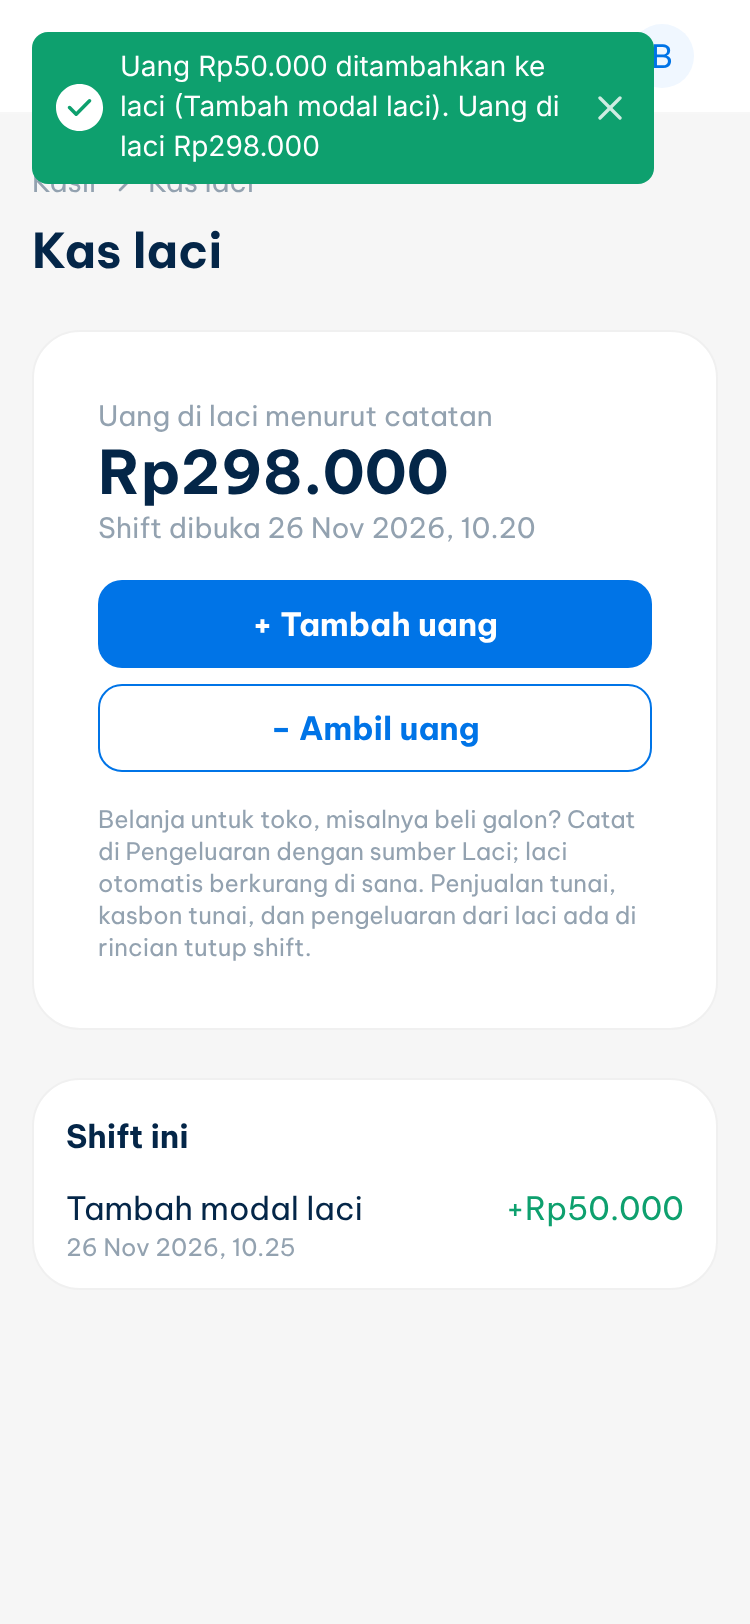 Uang Rp50.000 ditambahkan ke
laci (Tambah modal laci). Uang di
laci Rp298.000
B
Kasir > Kas laci
Kas laci
Uang di laci menurut catatan
Rp298.000
Shift dibuka 26 Nov 2026, 10.20
+ Tambah uang
− Ambil uang
Belanja untuk toko, misalnya beli galon? Catat
di Pengeluaran dengan sumber Laci; laci
otomatis berkurang di sana. Penjualan tunai,
kasbon tunai, dan pengeluaran dari laci ada di
rincian tutup shift.
Shift ini
Tambah modal laci +Rp50.000
26 Nov 2026, 10.25